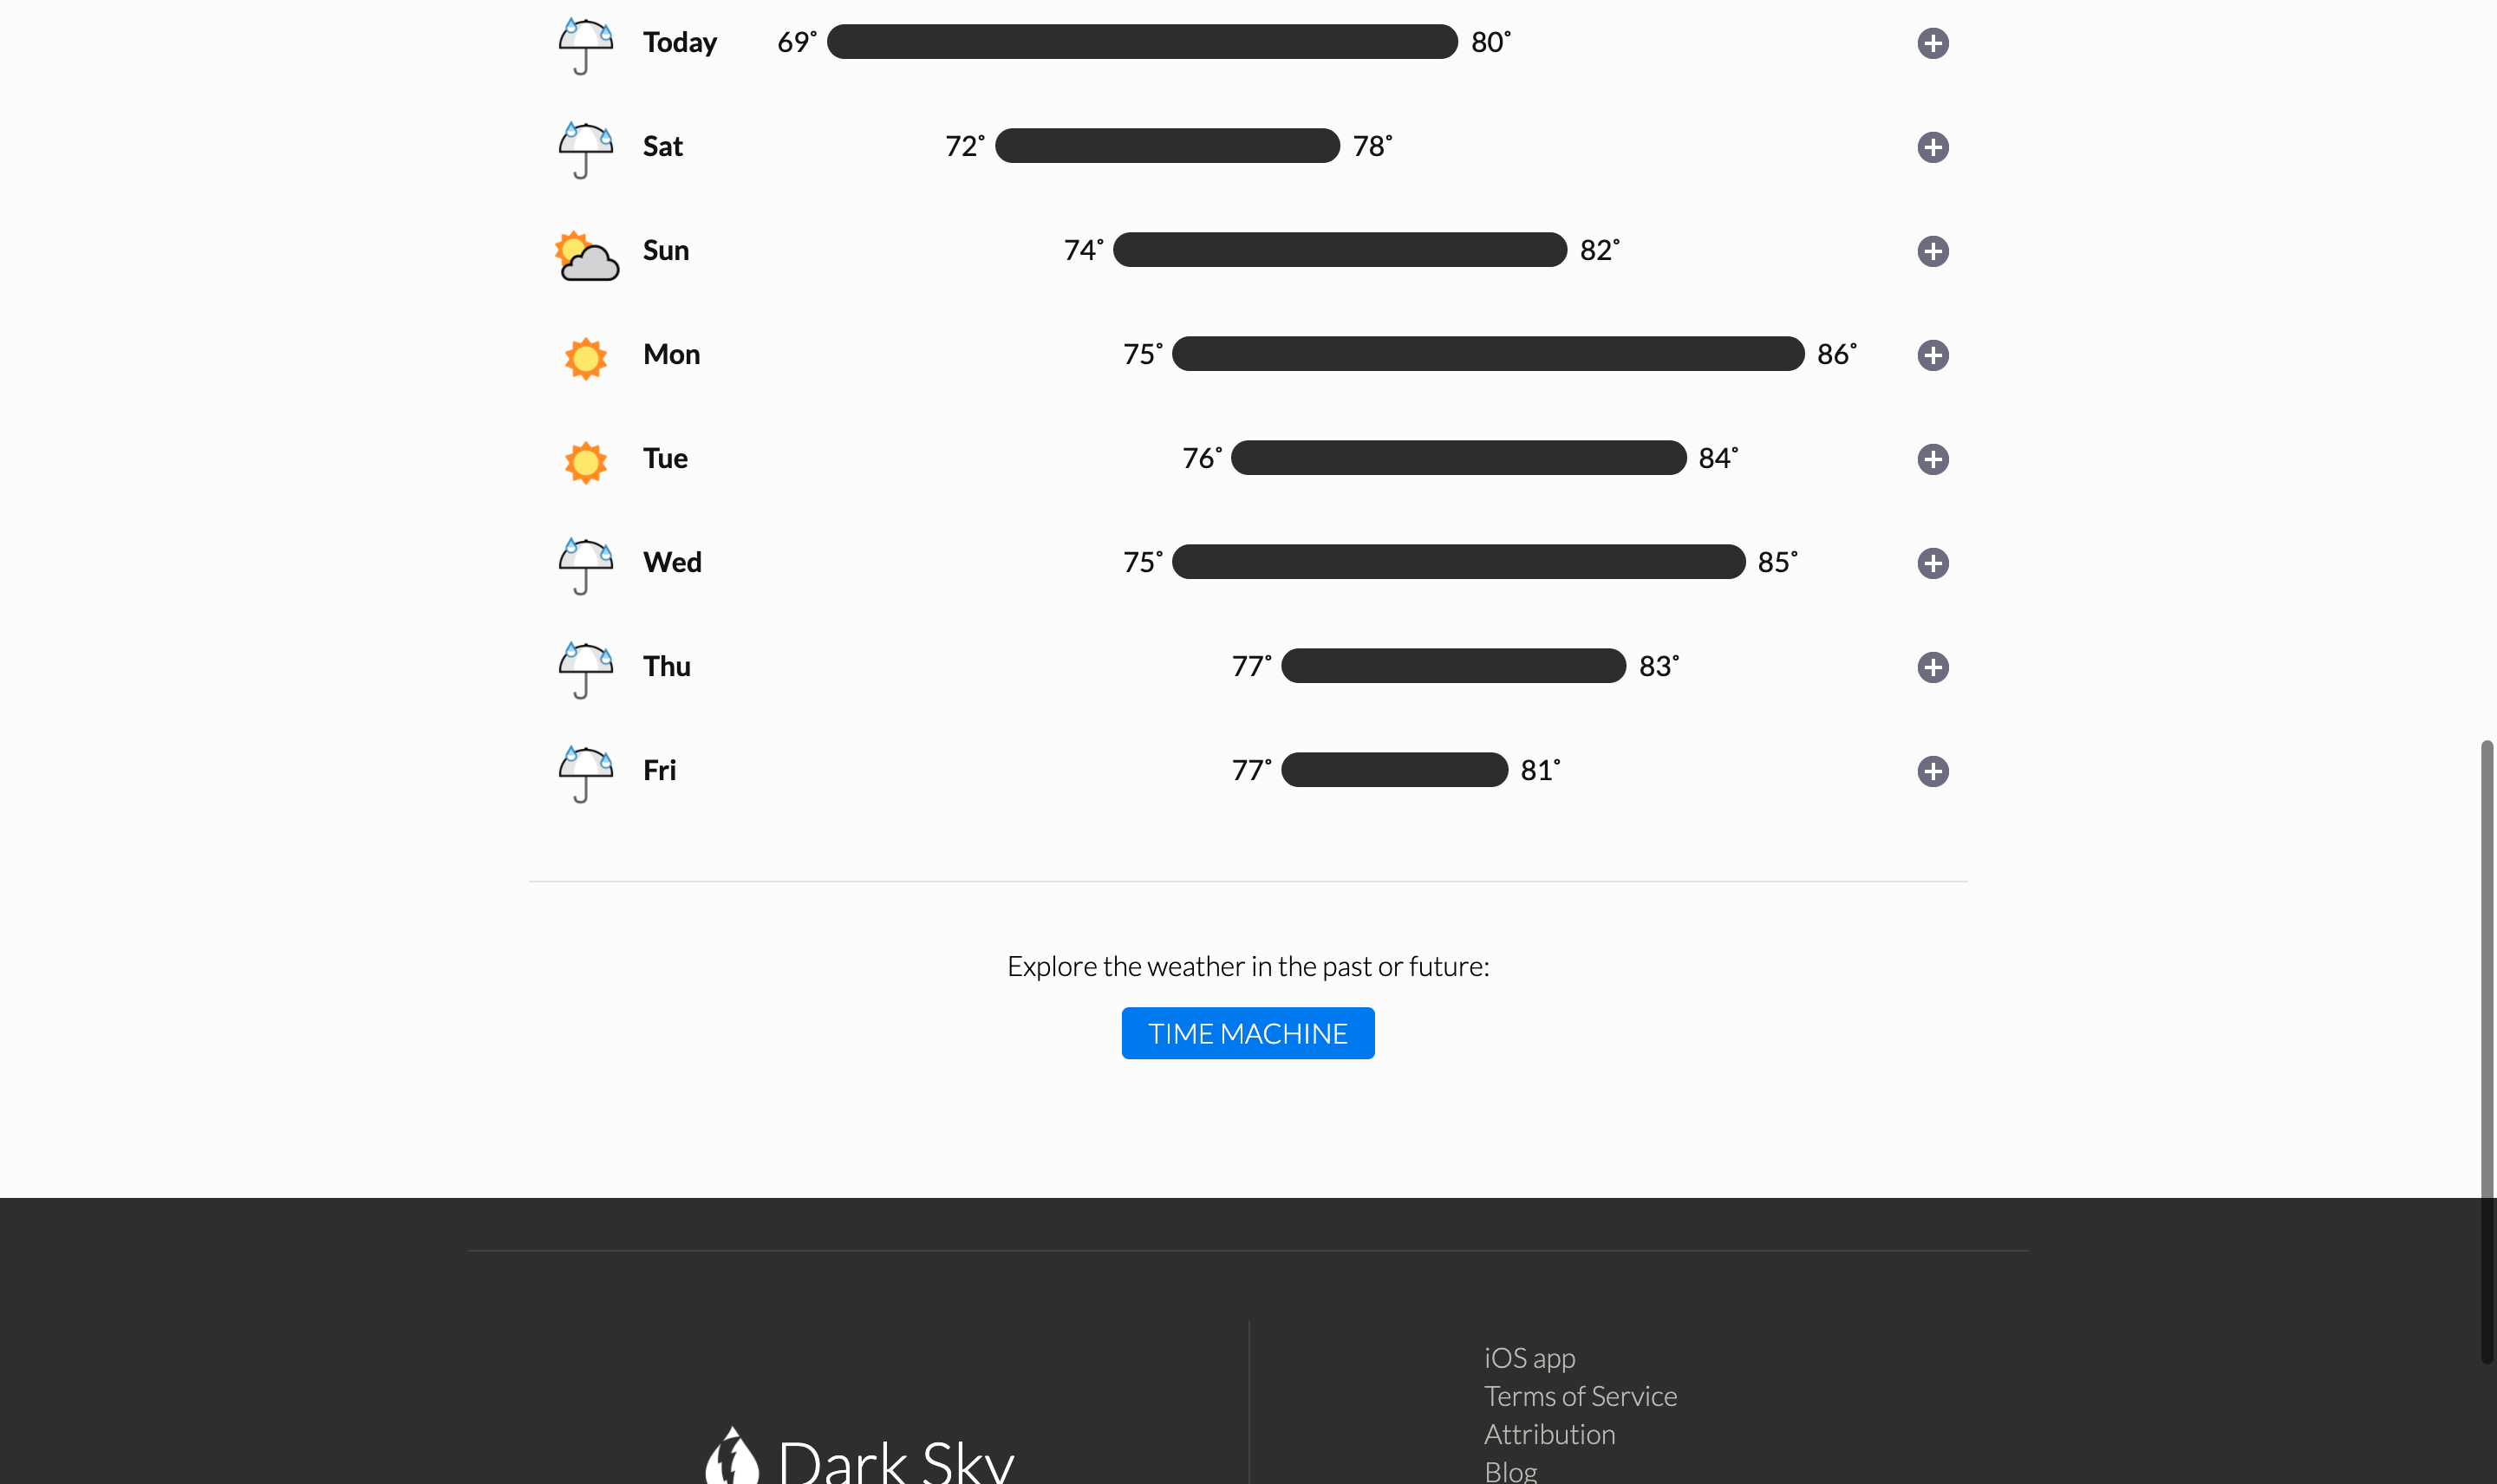 Today 69° 80°
Sat 72° 78°
Sun 74° 82°
Mon 75° 86°
Tue 76° 84°
Wed 75° 85°
Thu 77° 83°
Fri 77° 81°
Explore the weather in the past or future:
TIME MACHINE
iOS app
Terms of Service
Attribution
Dark Sky
Blog